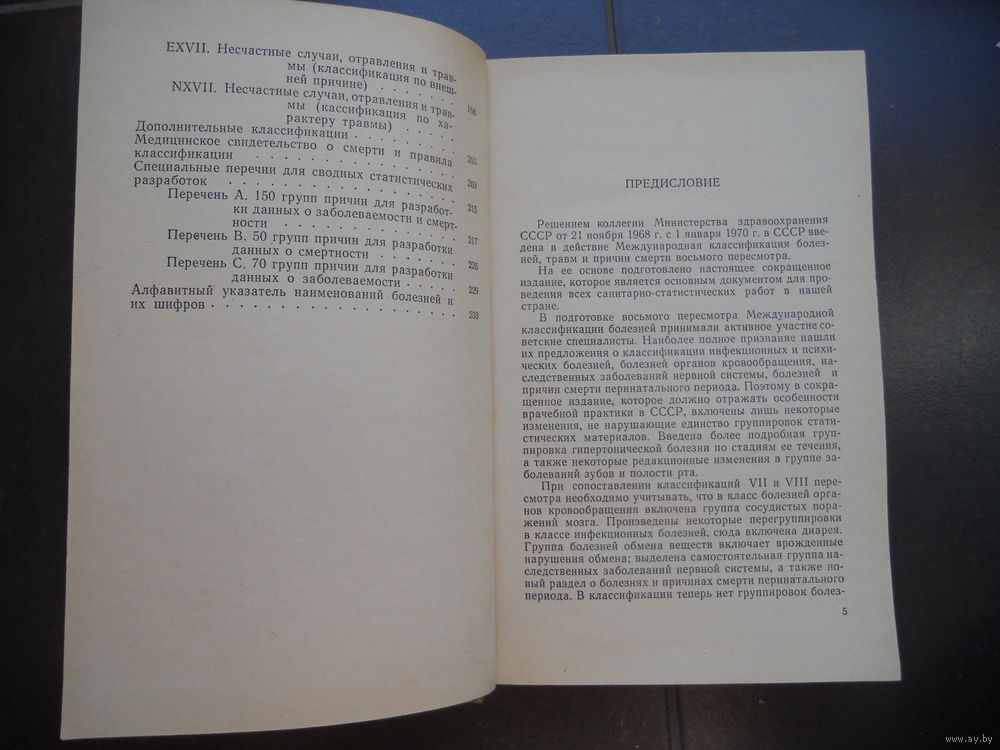 EXVII. Несчастные случаи, отравления и трав-
мы (классификация по внеш-
ней причине) . . . . . . . 166
NXVII. Несчастные случаи, отравления и трав-
мы (кассификация по ха-
рактеру травмы) . . . . .
Дополнительные классификации . . . . . . . . 205
Медицинское свидетельство о смерти и правила
классификации . . . . . . . . . . . . . . 209
Специальные перечни для сводных статистических
разработок . . . . . . . . . . . . . . . . 215
Перечень А. 150 групп причин для разработ-
ки данных о заболеваемости и смерт-
ности . . . . . . . . . . . . 217
Перечень В. 50 групп причин для разработки
данных о смертности . . . . . . . 226
Перечень С. 70 групп причин для разработки
данных о заболеваемости . . . . . 229
Алфавитный указатель наименований болезней и
их шифров . . . . . . . . . . . . . . . . . 233
ПРЕДИСЛОВИЕ
Решением коллегии Министерства здравоохранения
СССР от 21 ноября 1968 г. с 1 января 1970 г. в СССР вве-
дена в действие Международная классификация болез-
ней, травм и причин смерти восьмого пересмотра.
На ее основе подготовлено настоящее сокращенное
издание, которое является основным документом для про-
ведения всех санитарно-статистических работ в нашей
стране.
В подготовке восьмого пересмотра Международной
классификации болезней принимали активное участие со-
ветские специалисты. Наиболее полное признание нашли
их предложения о классификации инфекционных и психи-
ческих болезней, болезней органов кровообращения, на-
следственных заболеваний нервной системы, болезней и
причин смерти перинатального периода. Поэтому в сокра-
щенное издание, которое должно отражать особенности
врачебной практики в СССР, включены лишь некоторые
изменения, не нарушающие единство группировок стати-
стических материалов. Введена более подробная груп-
пировка гипертонической болезни по стадиям ее течения,
а также некоторые редакционные изменения в группе за-
болеваний зубов и полости рта.
При сопоставлении классификаций VII и VIII пере-
смотра необходимо учитывать, что в класс болезней орга-
нов кровообращения включена группа сосудистых пора-
жений мозга. Произведены некоторые перегруппировки
в классе инфекционных болезней, сюда включена диарея.
Группа болезней обмена веществ включает врожденные
нарушения обмена; выделена самостоятельная группа на-
следственных заболеваний нервной системы, а также но-
вый раздел о болезнях и причинах смерти перинатального
периода. В классификации теперь нет группировок болез-
5
www.ay.by